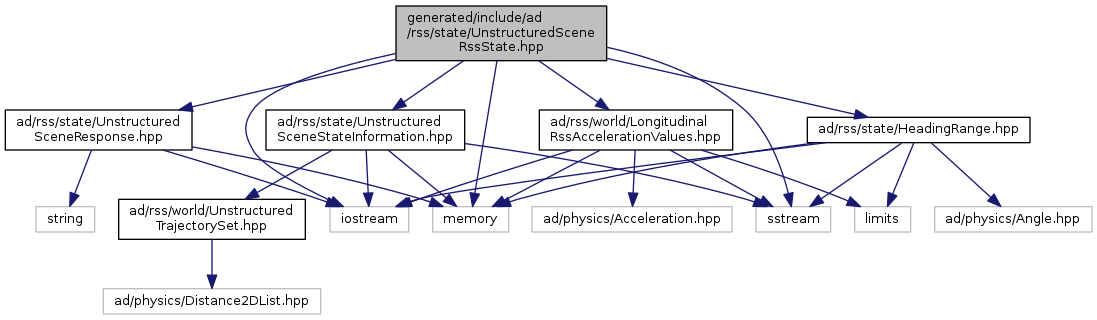 generated/include/ad
/rss/state/UnstructuredScene
RssState.hpp
ad/rss/state/Unstructured
SceneResponse.hpp
ad/rss/state/Unstructured
SceneStateInformation.hpp
ad/rss/world/Longitudinal
RssAccelerationValues.hpp
ad/rss/state/HeadingRange.hpp
string
ad/rss/world/Unstructured
TrajectorySet.hpp
iostream
memory
ad/physics/Acceleration.hpp
sstream
limits
ad/physics/Angle.hpp
ad/physics/Distance2DList.hpp